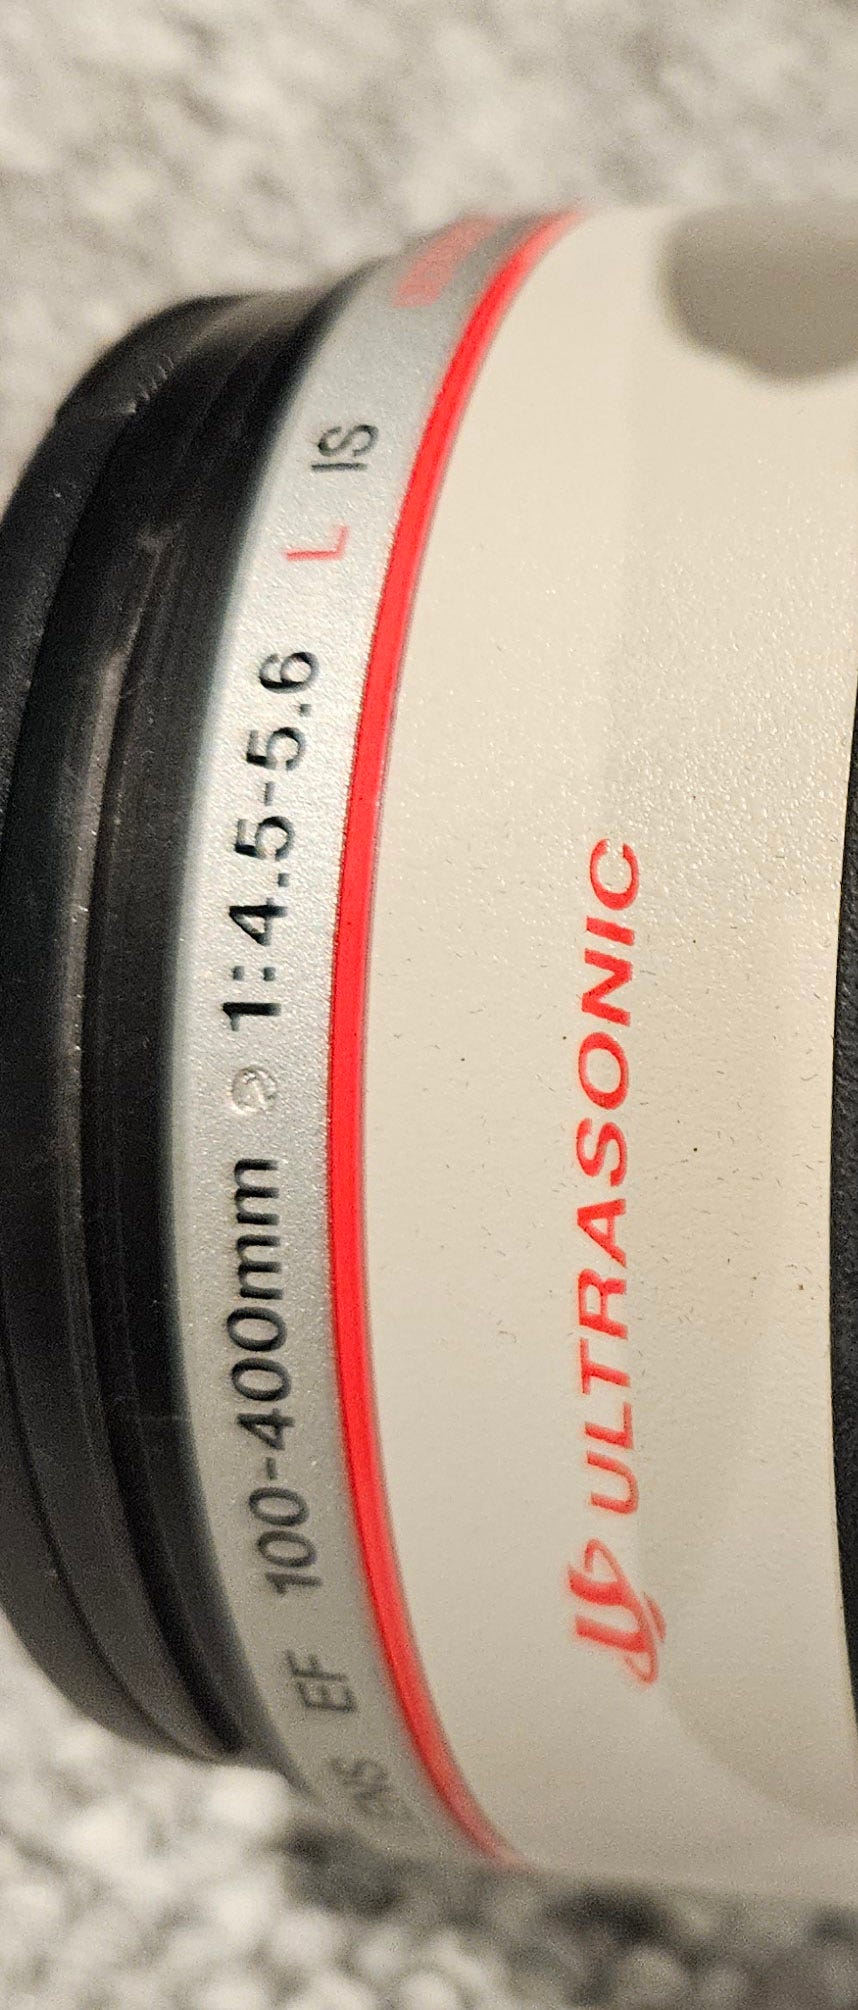 EF 100-400mm 1:4.5-5.6 L IS
ULTRASONIC